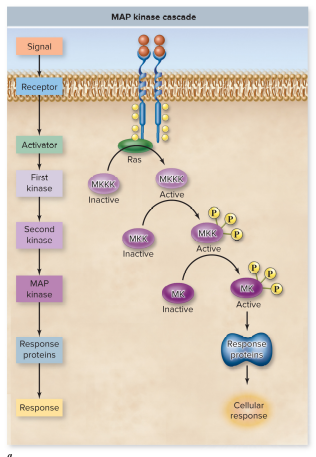 MAP kinase cascade
Signal
Receptor
Activator
First
kinase
Second
kinase
MAP
kinase
Response
proteins
Response
Ras
MKKK
Inactive
MKKK
Active
MKK
Inactive
P
P
P
MKK
Active
MK
Inactive
P
P
P
MK
Active
Response
proteins
Cellular
response
a